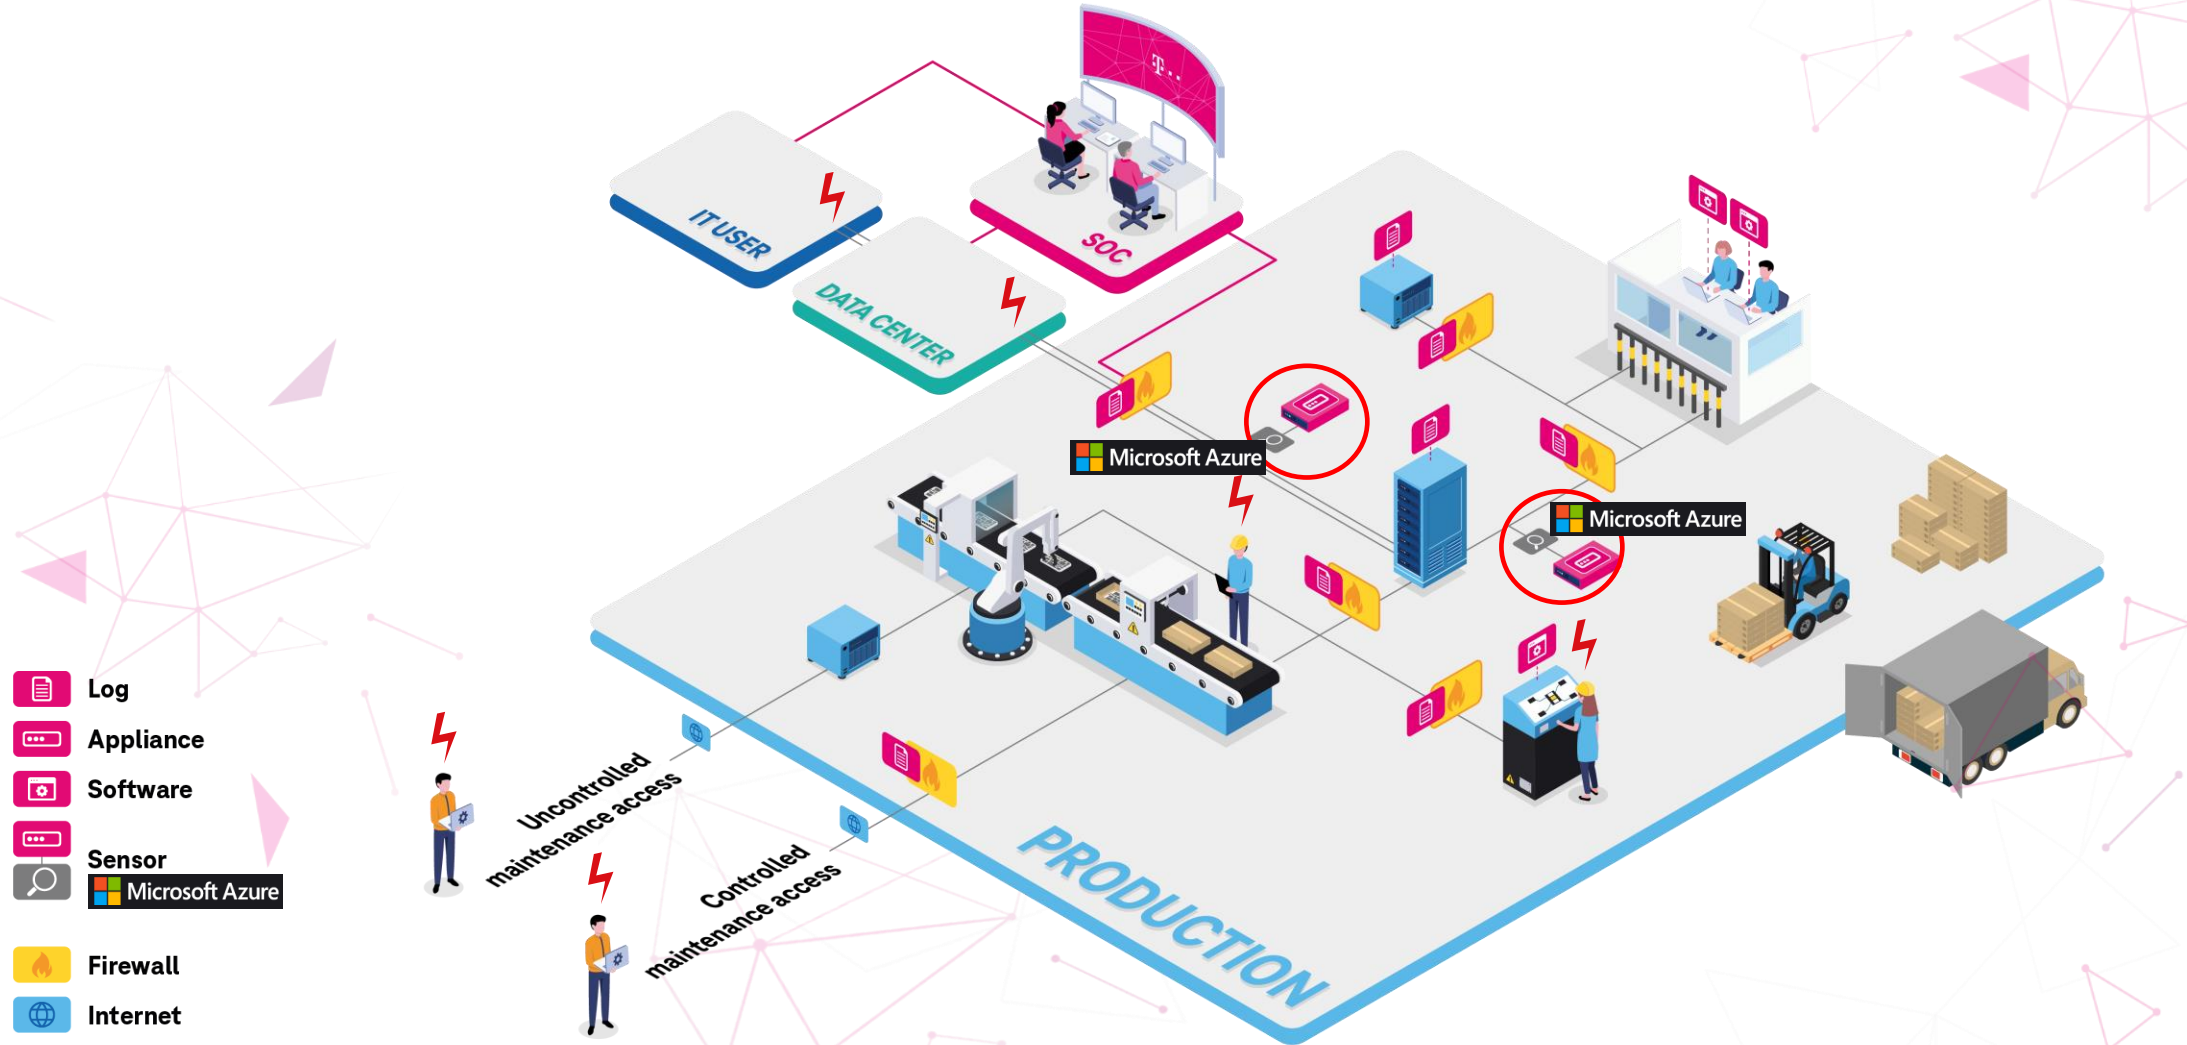 T
IT USER
SOC
DATA CENTER
Microsoft Azure
Microsoft Azure
Log
Appliance
Software
Sensor
Microsoft Azure
Firewall
Internet
Uncontrolled
maintenance access
Controlled
maintenance access
PRODUCTION